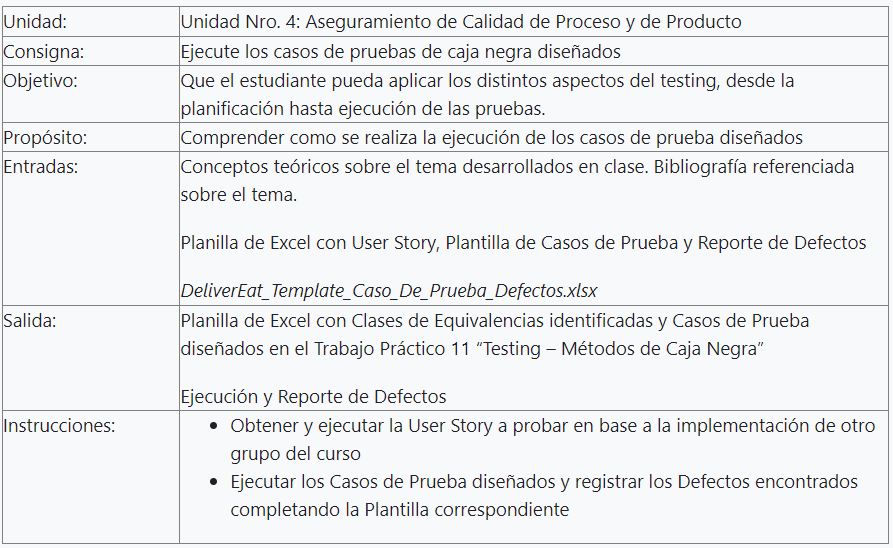 Unidad: Unidad Nro. 4: Aseguramiento de Calidad de Proceso y de Producto
Consigna: Ejecute los casos de pruebas de caja negra diseñados
Objetivo: Que el estudiante pueda aplicar los distintos aspectos del testing, desde la
planificación hasta ejecución de las pruebas.
Propósito: Comprender como se realiza la ejecución de los casos de prueba diseñados
Entradas: Conceptos teóricos sobre el tema desarrollados en clase. Bibliografía referenciada
sobre el tema.
Planilla de Excel con User Story, Plantilla de Casos de Prueba y Reporte de Defectos
DeliverEat_Template_Caso_De_Prueba_Defectos.xlsx
Salida: Planilla de Excel con Clases de Equivalencias identificadas y Casos de Prueba
diseñados en el Trabajo Práctico 11 “Testing – Métodos de Caja Negra”
Ejecución y Reporte de Defectos
Instrucciones: • Obtener y ejecutar la User Story a probar en base a la implementación de otro
grupo del curso
• Ejecutar los Casos de Prueba diseñados y registrar los Defectos encontrados
completando la Plantilla correspondiente